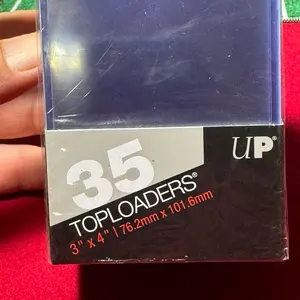 35
UP®
TOPLOADERS®
3" x 4" | 76.2mm x 101.6mm